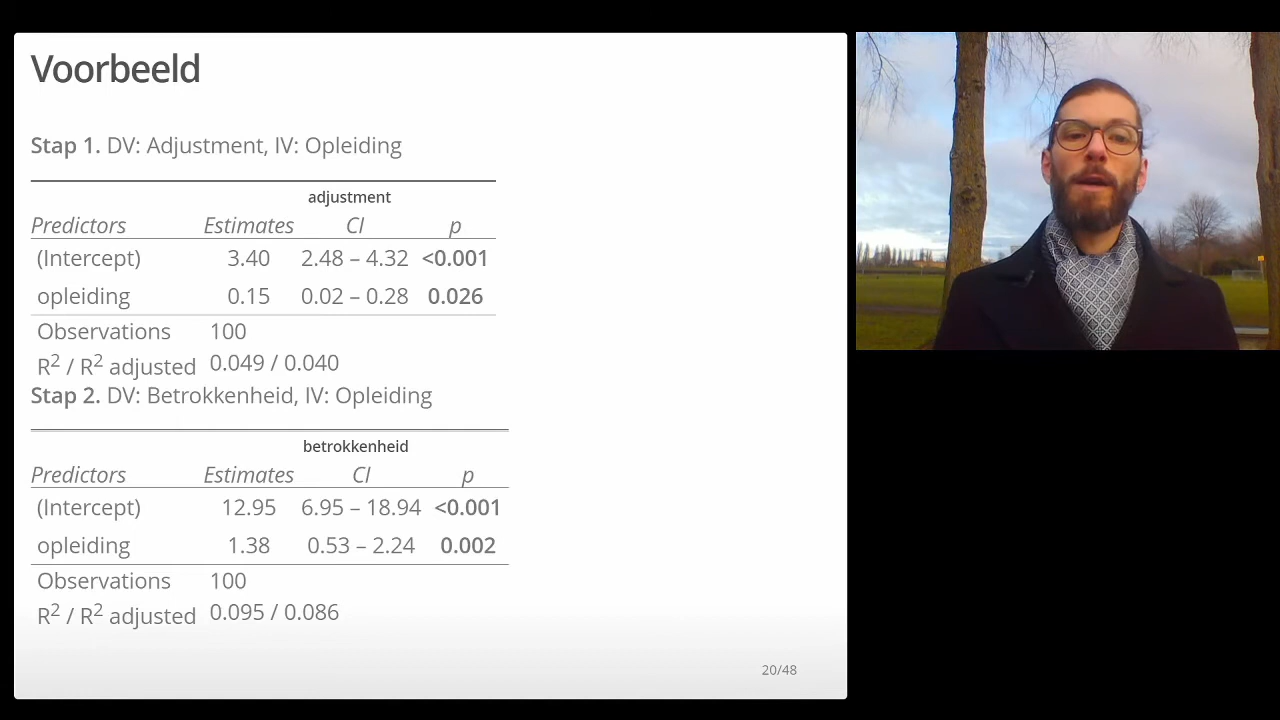 Voorbeeld
Stap 1. DV: Adjustment, IV: Opleiding
adjustment
Predictors Estimates CI p
(Intercept) 3.40 2.48 – 4.32 <0.001
opleiding 0.15 0.02 – 0.28 0.026
Observations 100
R2 / R2 adjusted 0.049 / 0.040
Stap 2. DV: Betrokkenheid, IV: Opleiding
betrokkenheid
Predictors Estimates CI p
(Intercept) 12.95 6.95 – 18.94 <0.001
opleiding 1.38 0.53 – 2.24 0.002
Observations 100
R2 / R2 adjusted 0.095 / 0.086
20/48